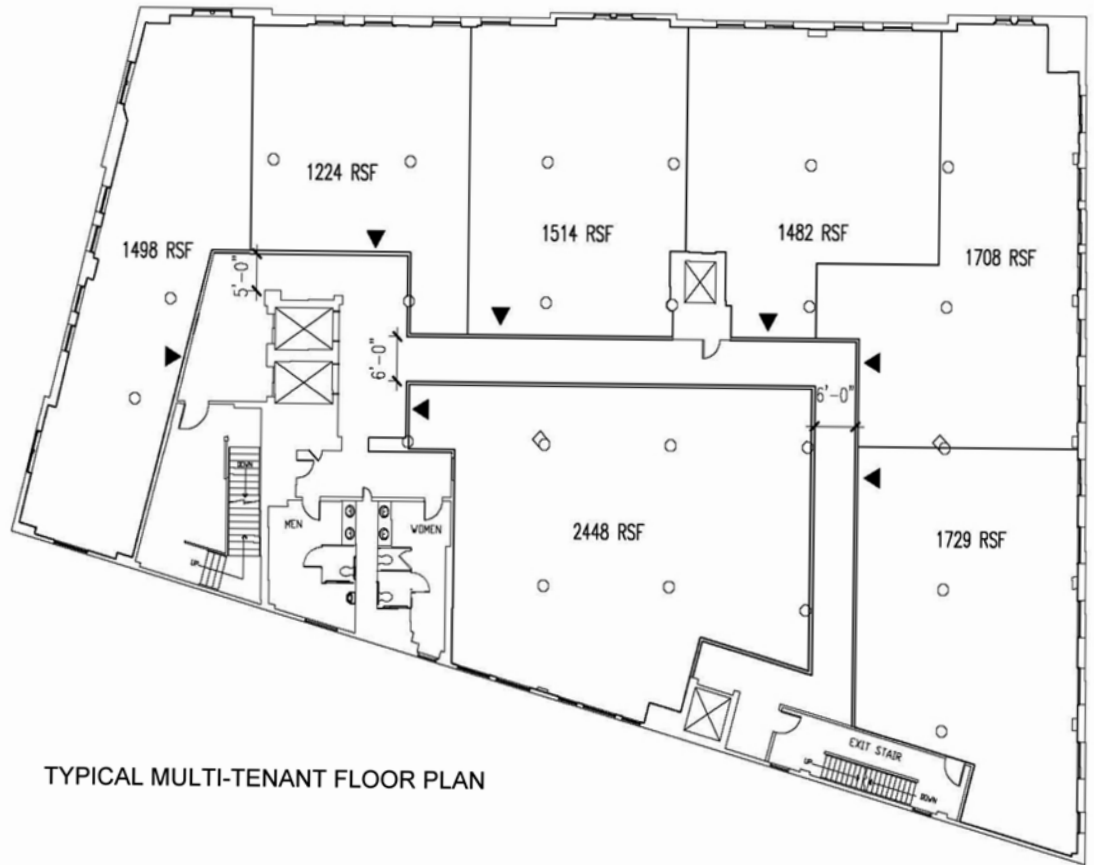 1224 RSF
1498 RSF
1514 RSF
1482 RSF
1708 RSF
5'-0"
6'-0"
6'-0"
DOWN
MEN
WOMEN
2448 RSF
1729 RSF
UP
EXIT STAIR
UP
DOWN
TYPICAL MULTI-TENANT FLOOR PLAN